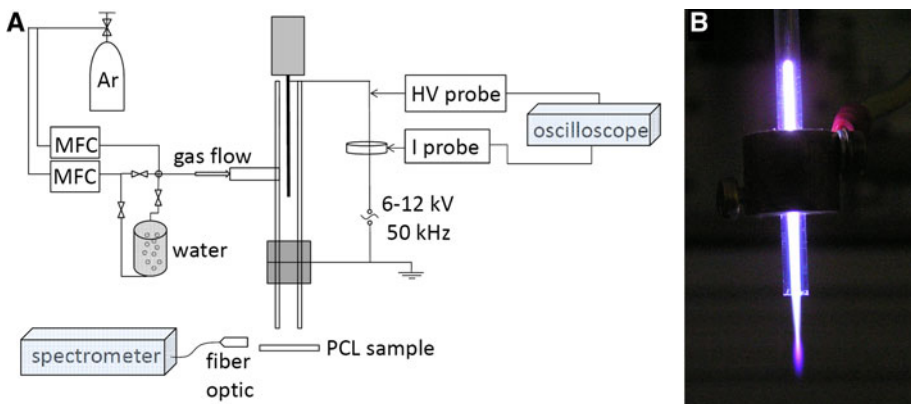 A
Ar
HV probe
oscilloscope
MFC
gas flow
I probe
MFC
6-12 kV
50 kHz
water
spectrometer
fiber
optic
PCL sample
B